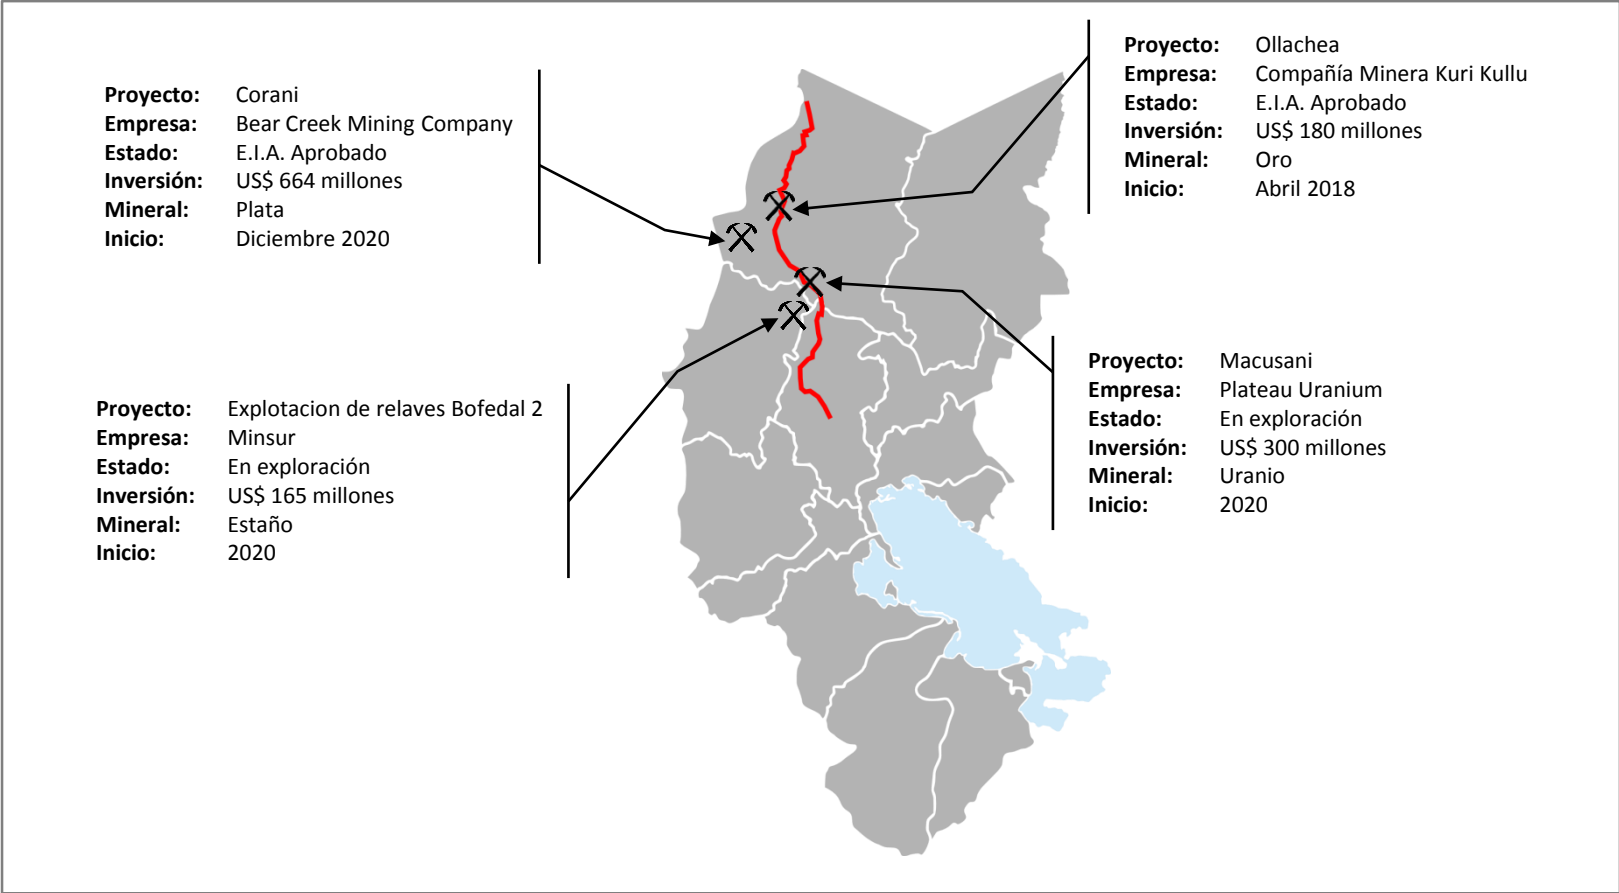 Proyecto: Corani
Empresa: Bear Creek Mining Company
Estado: E.I.A. Aprobado
Inversión: US$ 664 millones
Mineral: Plata
Inicio: Diciembre 2020
Proyecto: Ollachea
Empresa: Compañía Minera Kuri Kullu
Estado: E.I.A. Aprobado
Inversión: US$ 180 millones
Mineral: Oro
Inicio: Abril 2018
Proyecto: Explotacion de relaves Bofedal 2
Empresa: Minsur
Estado: En exploración
Inversión: US$ 165 millones
Mineral: Estaño
Inicio: 2020
Proyecto: Macusani
Empresa: Plateau Uranium
Estado: En exploración
Inversión: US$ 300 millones
Mineral: Uranio
Inicio: 2020